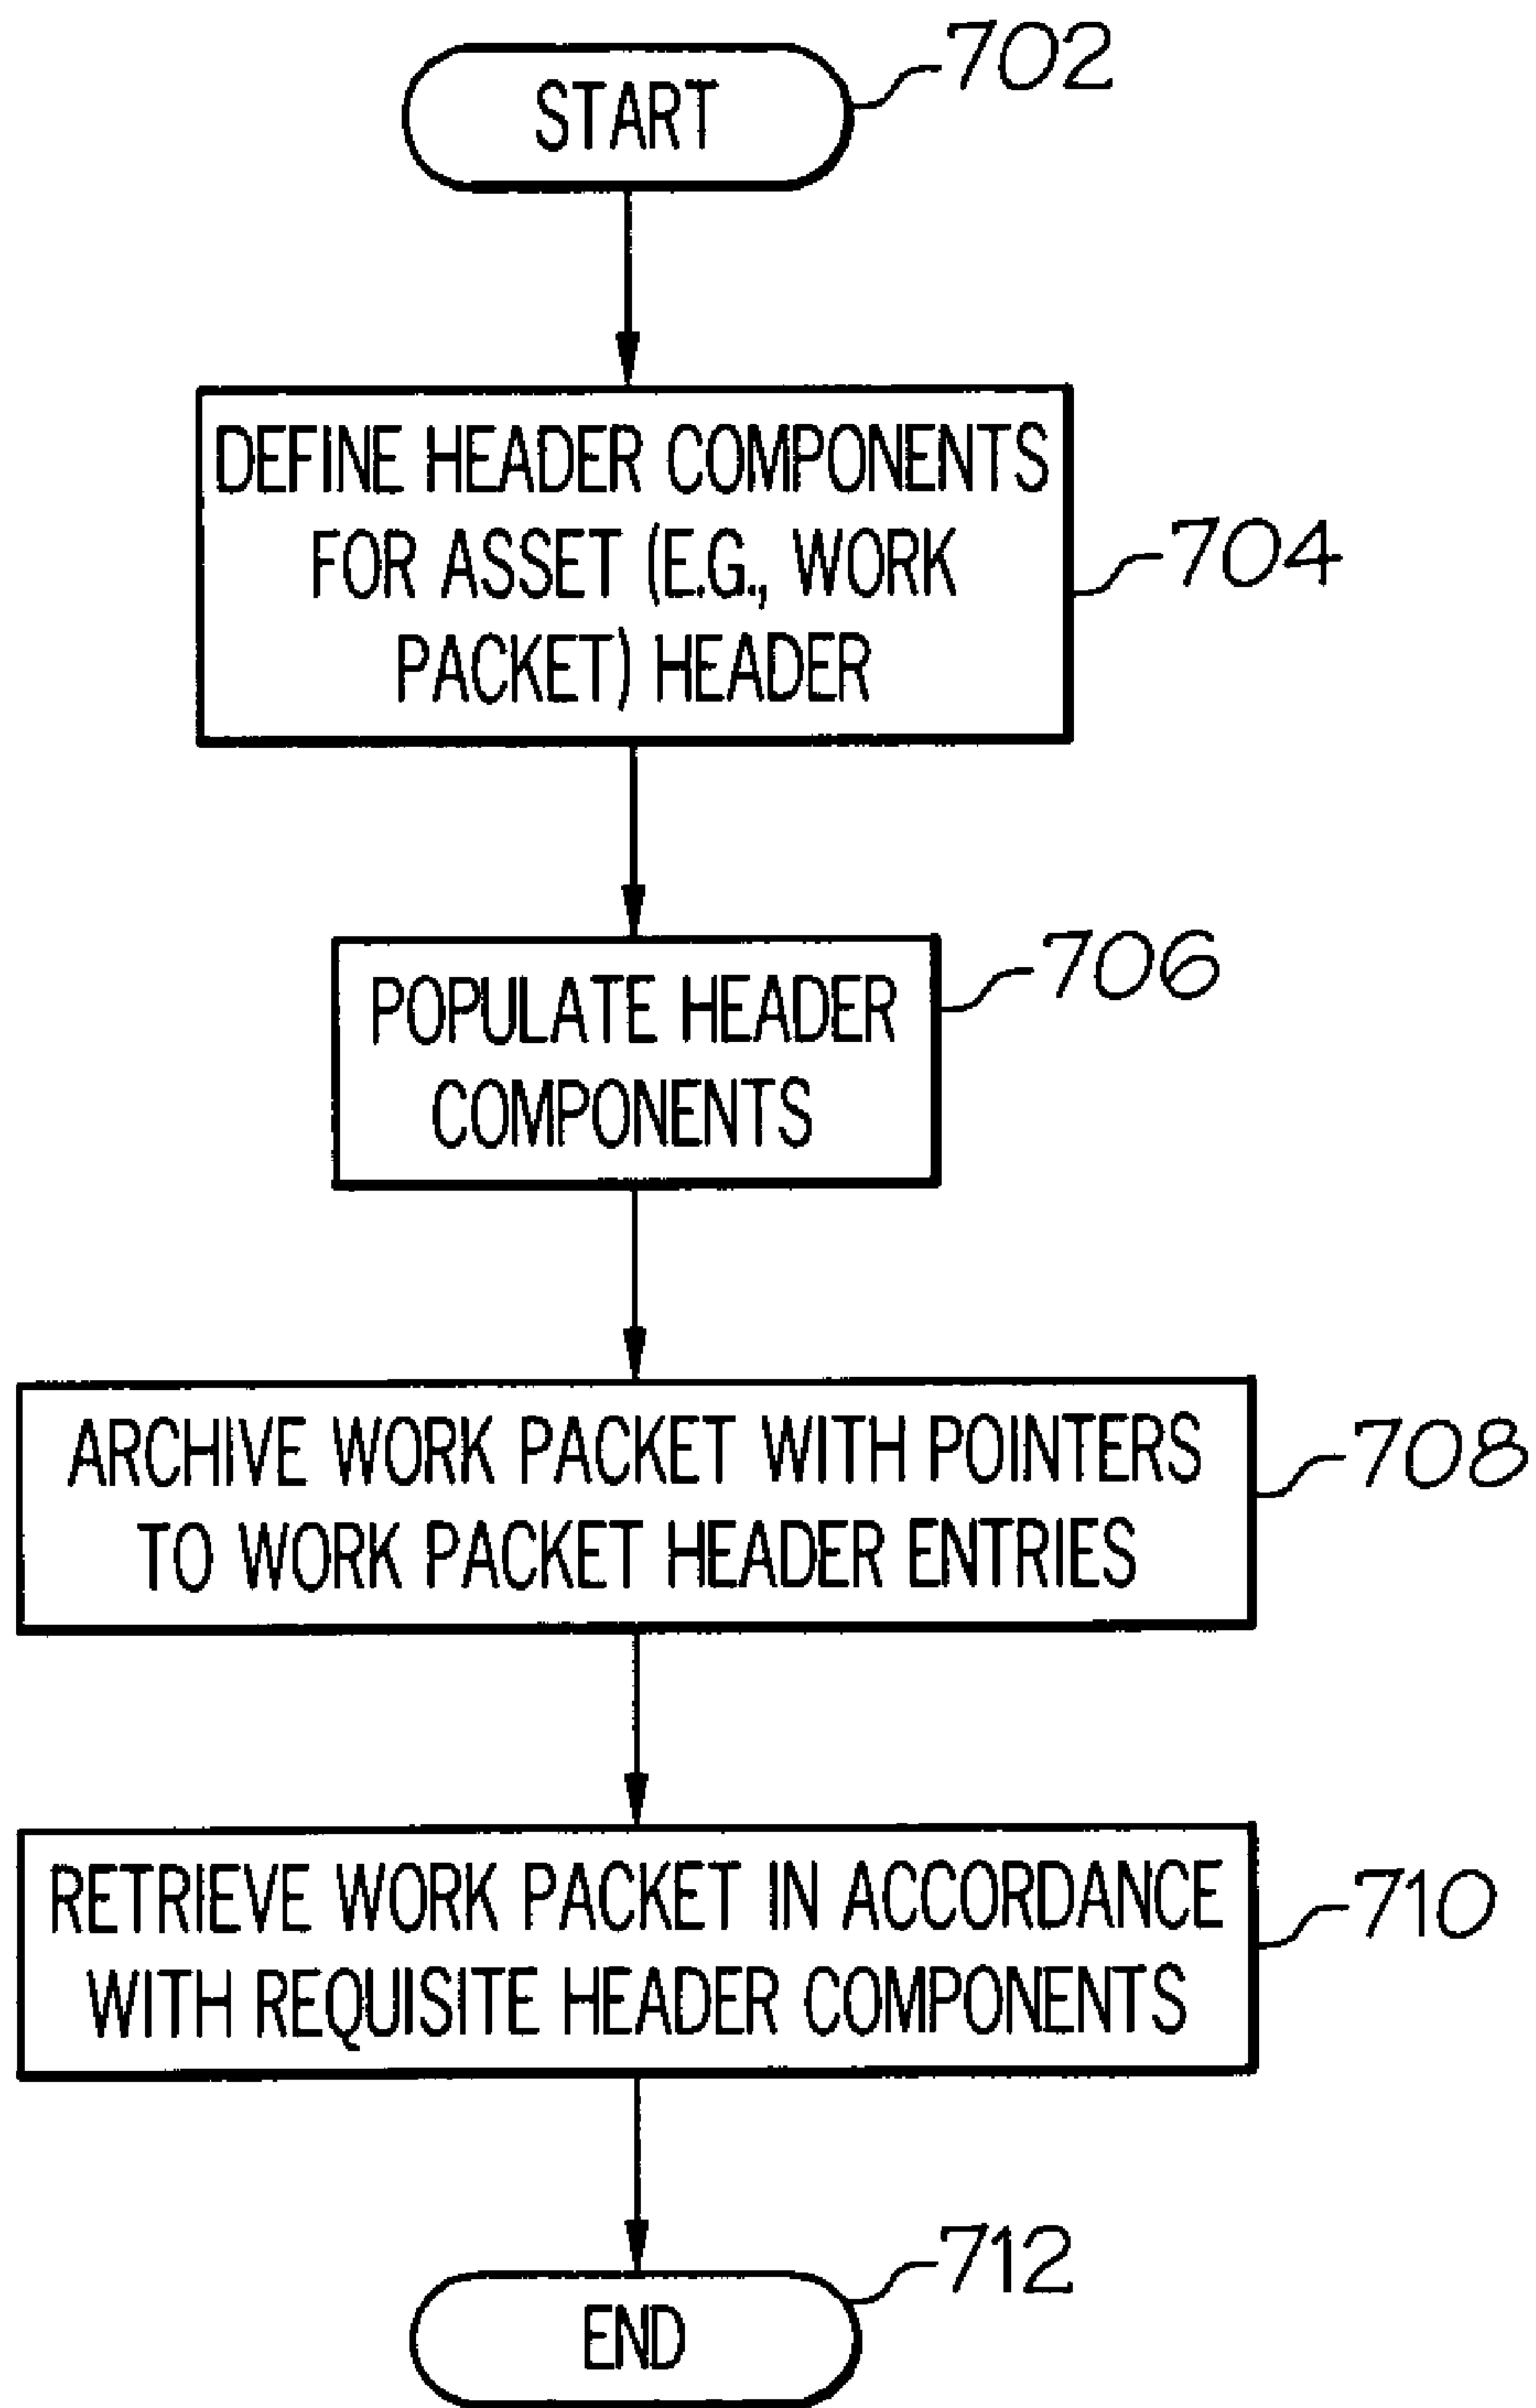 START
702
DEFINE HEADER COMPONENTS
FOR ASSET (E.G., WORK
PACKET) HEADER
704
POPULATE HEADER
COMPONENTS
706
ARCHIVE WORK PACKET WITH POINTERS
TO WORK PACKET HEADER ENTRIES
708
RETRIEVE WORK PACKET IN ACCORDANCE
WITH REQUISITE HEADER COMPONENTS
710
END
712